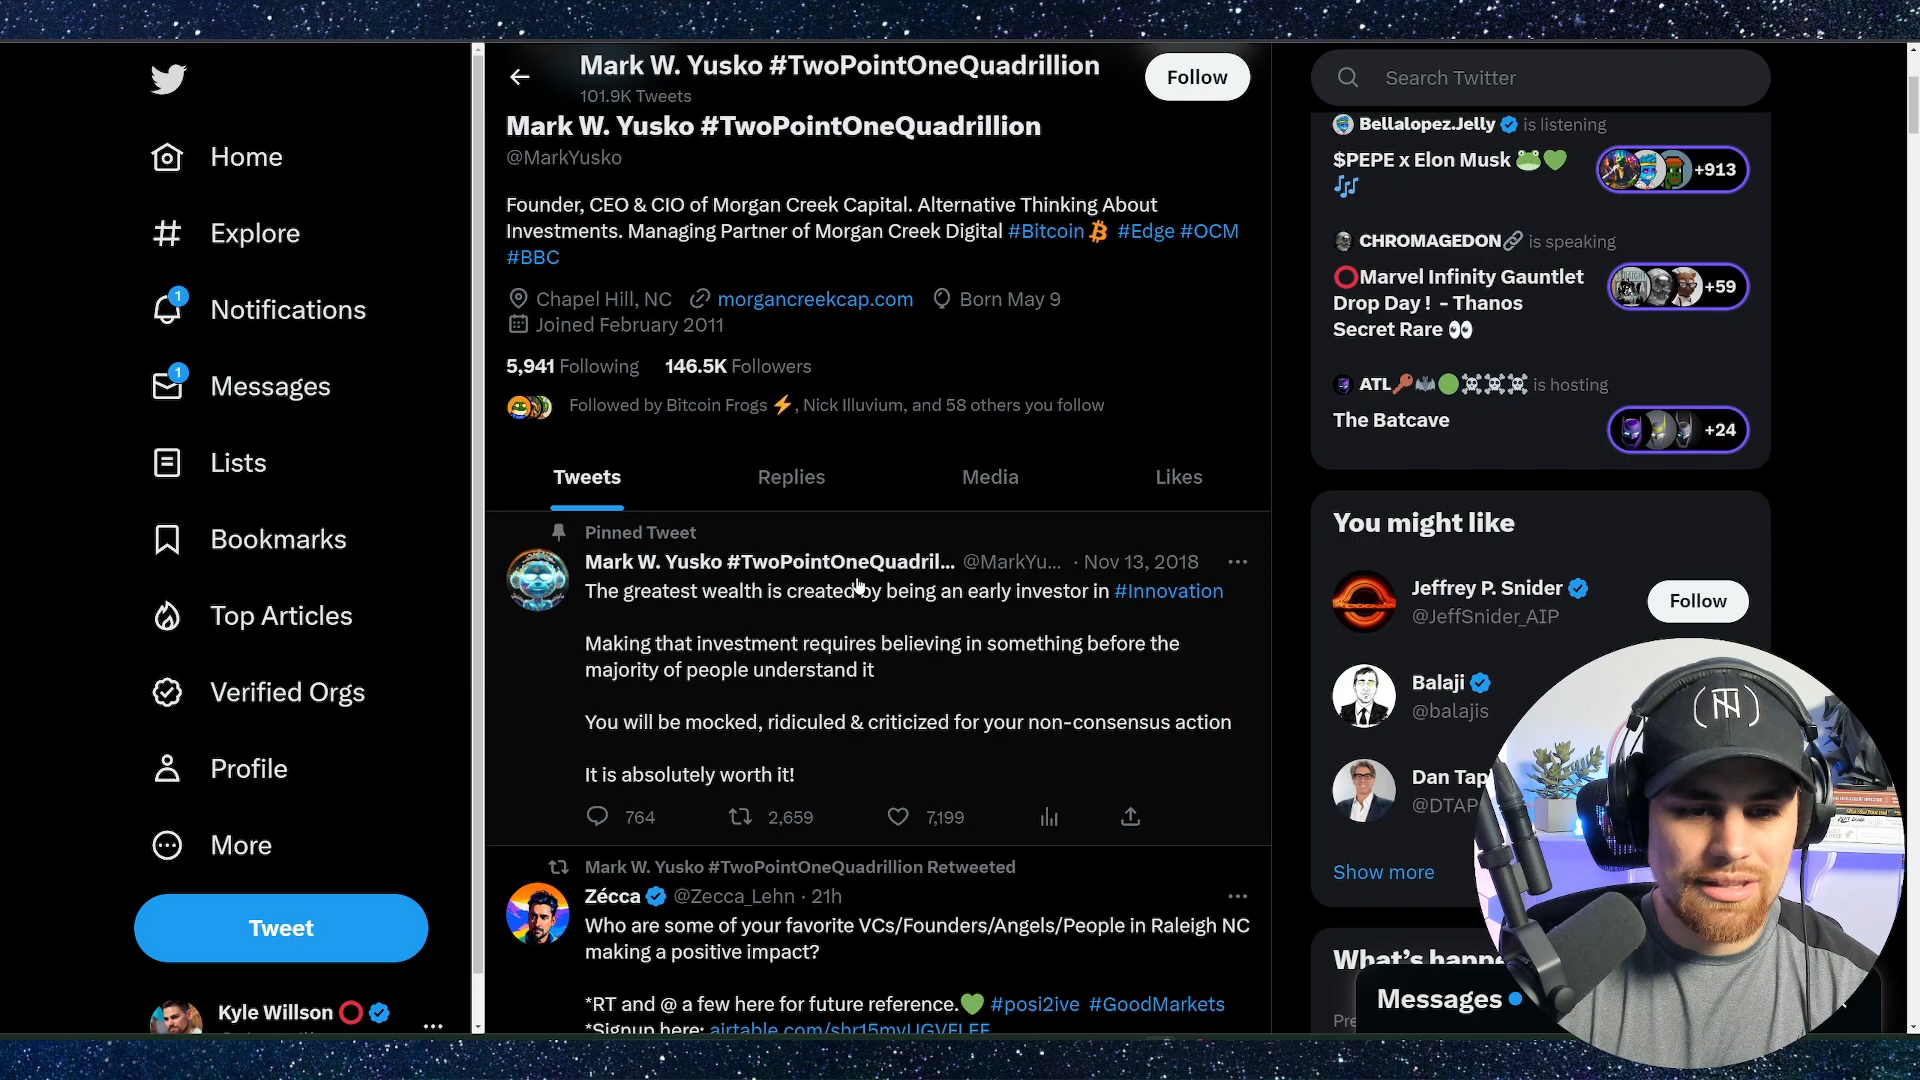 Home
Explore
1
Notifications
1
Messages
Lists
Bookmarks
Top Articles
Verified Orgs
Profile
More
Tweet
Kyle Willson
Mark W. Yusko #TwoPointOneQuadrillion
101.9K Tweets
Follow
Mark W. Yusko #TwoPointOneQuadrillion
@MarkYusko
Founder, CEO & CIO of Morgan Creek Capital. Alternative Thinking About
Investments. Managing Partner of Morgan Creek Digital #Bitcoin #Edge #OCM
#BBC
Chapel Hill, NC morgancreekcap.com Born May 9
Joined February 2011
5,941 Following 146.5K Followers
Followed by Bitcoin Frogs ⚡, Nick Illuvium, and 58 others you follow
Tweets Replies Media Likes
Pinned Tweet
Mark W. Yusko #TwoPointOneQuadril... @MarkYu... · Nov 13, 2018
The greatest wealth is created by being an early investor in #Innovation
Making that investment requires believing in something before the
majority of people understand it
You will be mocked, ridiculed & criticized for your non-consensus action
It is absolutely worth it!
764 2,659 7,199
Mark W. Yusko #TwoPointOneQuadrillion Retweeted
Zécca @Zecca_Lehn · 21h
Who are some of your favorite VCs/Founders/Angels/People in Raleigh NC
making a positive impact?
*RT and @ a few here for future reference.💚 #posi2ive #GoodMarkets
*Signup here:
Search Twitter
Bellalopez.Jelly is listening
$PEPE x Elon Musk 🐸💚
🎶
+913
CHROMAGEDON🔗 is speaking
⭕Marvel Infinity Gauntlet
Drop Day ! - Thanos
Secret Rare 👀
+59
ATL🔑🦇🟢☠️☠️☠️ is hosting
The Batcave
+24
You might like
Jeffrey P. Snider
@JeffSnider_AIP
Follow
Balaji
@balajis
Dan Tap
@DTAP
Show more
What's happe
Messages
Pre